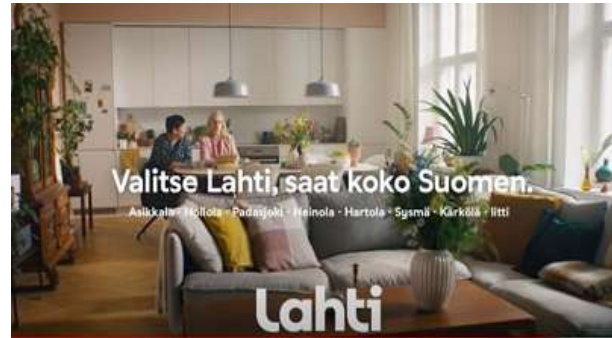 Valitse Lahti, saat koko Suomen.
Asikkala · Hollola · Padasjoki · Heinola · Hartola · Sysmä · Kärkölä · Iitti
Lahti